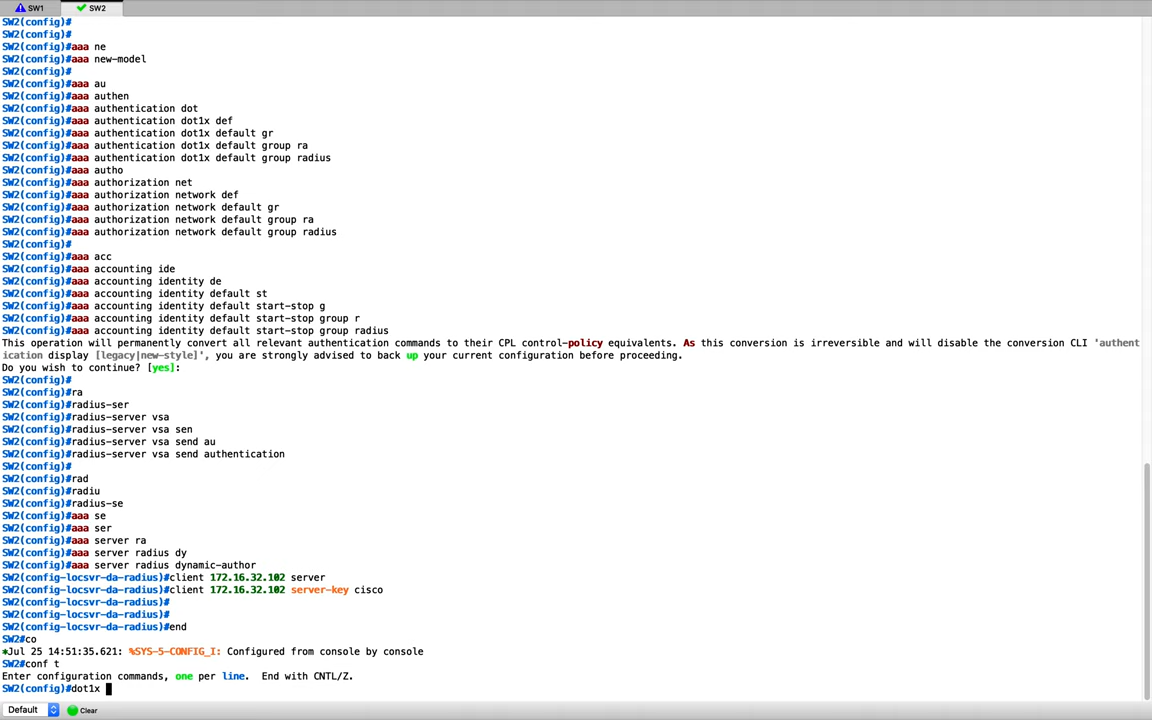 SW1
SW2
SW2(config)#
SW2(config)#
SW2(config)#aaa ne
SW2(config)#aaa new-model
SW2(config)#
SW2(config)#aaa au
SW2(config)#aaa authen
SW2(config)#aaa authentication dot
SW2(config)#aaa authentication dot1x def
SW2(config)#aaa authentication dot1x default gr
SW2(config)#aaa authentication dot1x default group ra
SW2(config)#aaa authentication dot1x default group radius
SW2(config)#aaa autho
SW2(config)#aaa authorization net
SW2(config)#aaa authorization network def
SW2(config)#aaa authorization network default gr
SW2(config)#aaa authorization network default group ra
SW2(config)#aaa authorization network default group radius
SW2(config)#
SW2(config)#aaa acc
SW2(config)#aaa accounting ide
SW2(config)#aaa accounting identity de
SW2(config)#aaa accounting identity default st
SW2(config)#aaa accounting identity default start-stop g
SW2(config)#aaa accounting identity default start-stop group r
SW2(config)#aaa accounting identity default start-stop group radius
This operation will permanently convert all relevant authentication commands to their CPL control-policy equivalents. As this conversion is irreversible and will disable the conversion CLI 'authent
ication display [legacy|new-style]', you are strongly advised to back up your current configuration before proceeding.
Do you wish to continue? [yes]:
SW2(config)#
SW2(config)#ra
SW2(config)#radius-ser
SW2(config)#radius-server vsa
SW2(config)#radius-server vsa sen
SW2(config)#radius-server vsa send au
SW2(config)#radius-server vsa send authentication
SW2(config)#
SW2(config)#rad
SW2(config)#radiu
SW2(config)#radius-se
SW2(config)#aaa se
SW2(config)#aaa ser
SW2(config)#aaa server ra
SW2(config)#aaa server radius dy
SW2(config)#aaa server radius dynamic-author
SW2(config-locsvr-da-radius)#client 172.16.32.102 server
SW2(config-locsvr-da-radius)#client 172.16.32.102 server-key cisco
SW2(config-locsvr-da-radius)#
SW2(config-locsvr-da-radius)#
SW2(config-locsvr-da-radius)#end
SW2#co
*Jul 25 14:51:35.621: %SYS-5-CONFIG_I: Configured from console by console
SW2#conf t
Enter configuration commands, one per line.  End with CNTL/Z.
SW2(config)#dot1x
Default
Clear